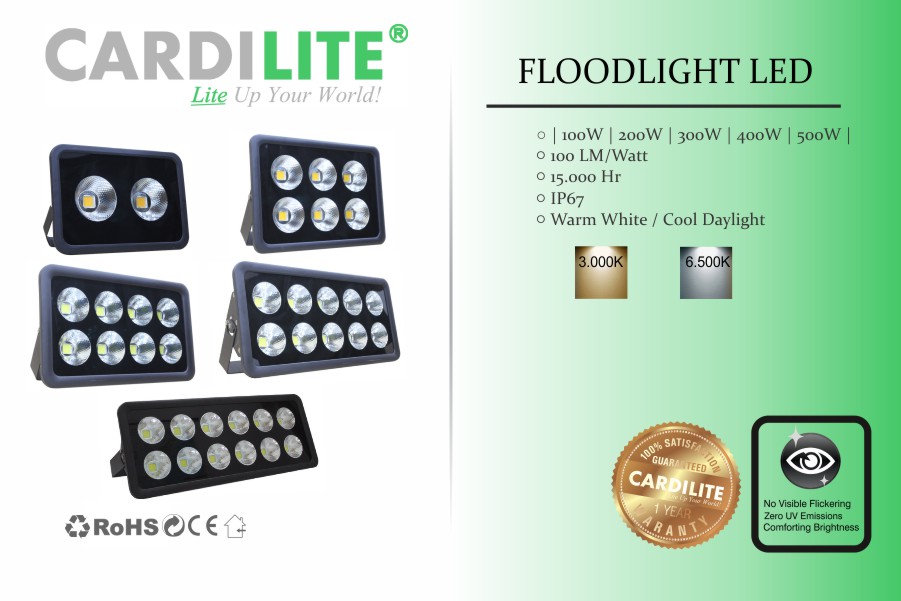 CARDILITE®
Lite Up Your World!
FLOODLIGHT LED
| 100W | 200W | 300W | 400W | 500W |
100 LM/Watt
15.000 Hr
IP67
Warm White / Cool Daylight
3.000K
6.500K
100% SATISFACTION
GUARANTEED
CARDILITE
Lite Up Your World!
1 YEAR
WARANTY
No Visible Flickering
Zero UV Emissions
Comforting Brightness
RoHS CE